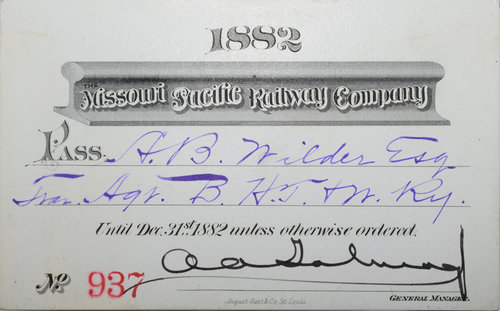 1882
THE Missouri Pacific Railway Company
PASS A. B. Wilder Esq
Trav. Agt. B. H. T. & W. Ry.
Until Dec. 31st 1882 unless otherwise ordered.
No 937
GENERAL MANAGER.
August Gast & Co. St. Louis.